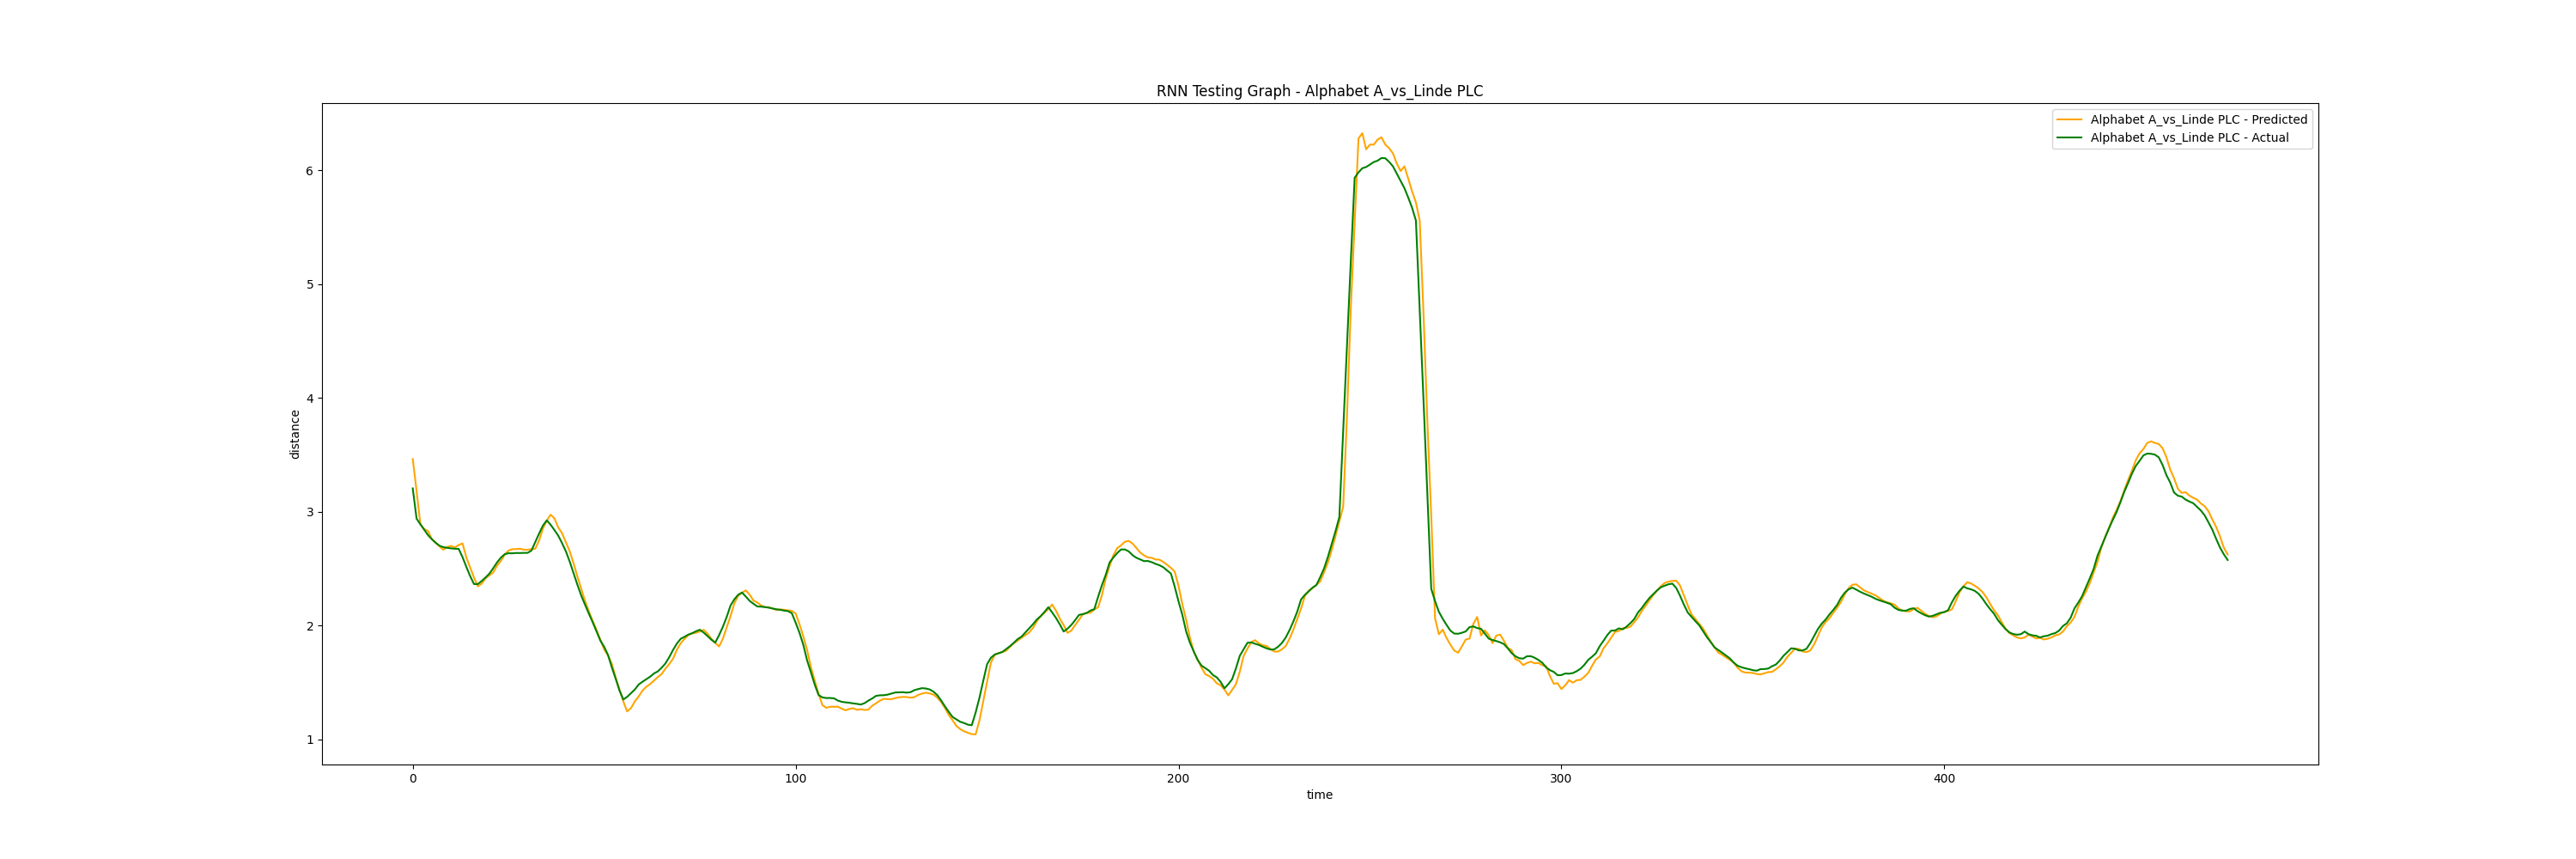 RNN Testing Graph - Alphabet A_vs_Linde PLC
Alphabet A_vs_Linde PLC - Predicted
Alphabet A_vs_Linde PLC - Actual
6
5
4
3
2
1
distance
0 100 200 300 400
time